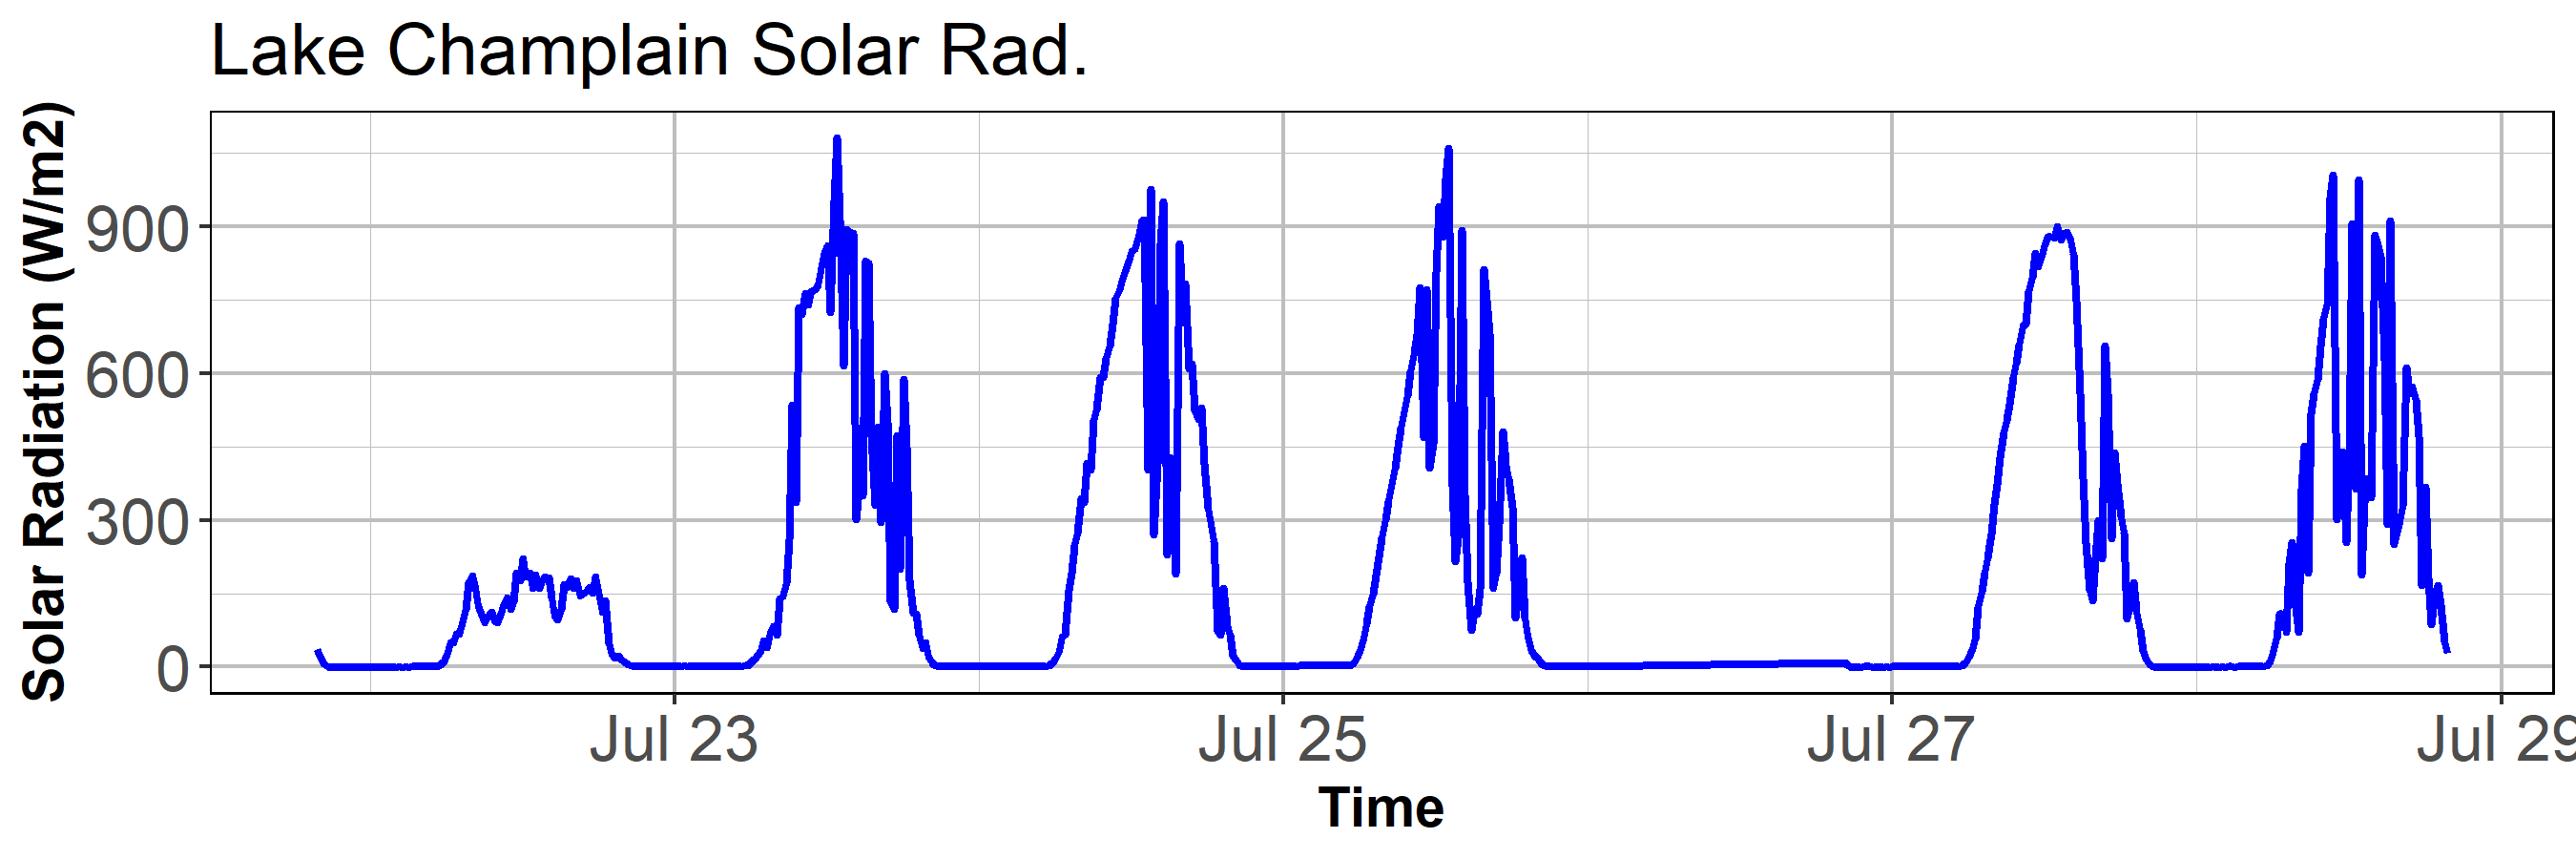 Lake Champlain Solar Rad.
Solar Radiation (W/m2)
900
600
300
0
Jul 23
Jul 25
Jul 27
Jul 29
Time